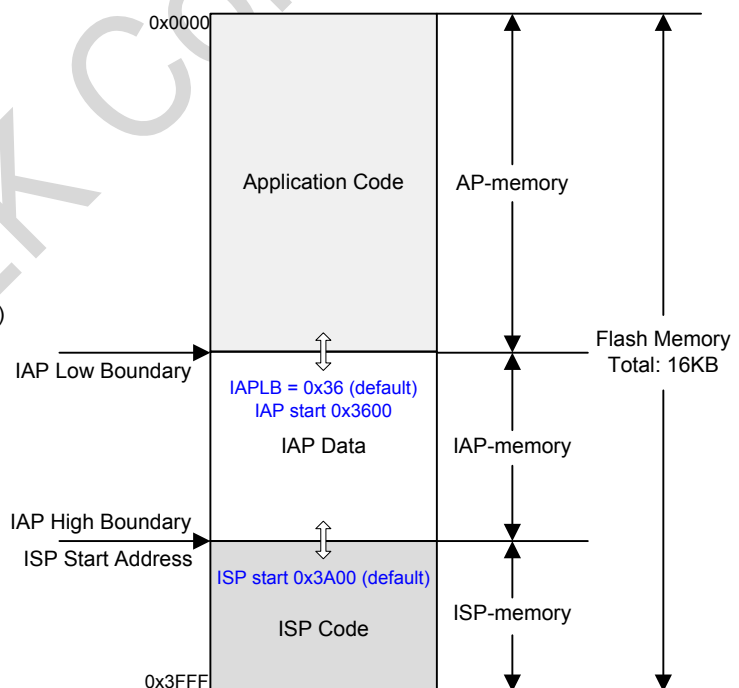 0x0000
Application Code
AP-memory
)
Flash Memory
Total: 16KB
IAP Low Boundary
IAPLB = 0x36 (default)
IAP start 0x3600
IAP Data
IAP-memory
IAP High Boundary
ISP Start Address
ISP start 0x3A00 (default)
ISP Code
ISP-memory
0x3FFF